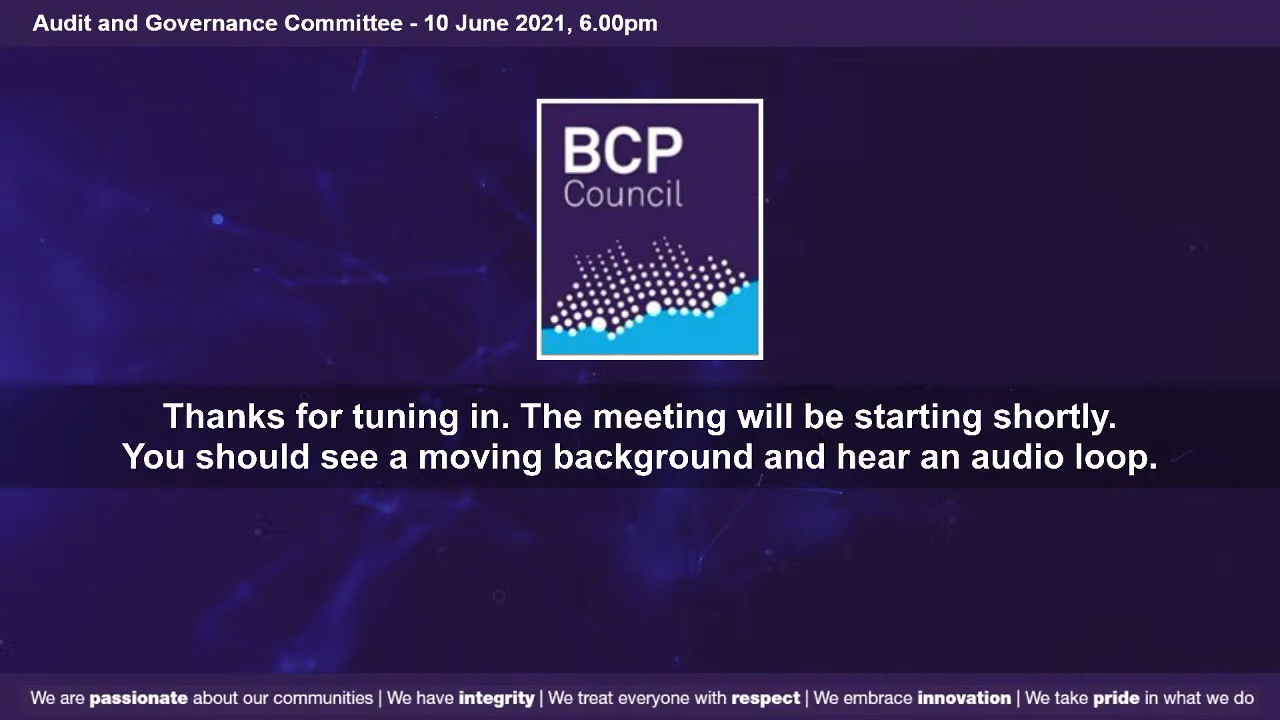 Audit and Governance Committee - 10 June 2021, 6.00pm
BCP
Council
Thanks for tuning in. The meeting will be starting shortly.
You should see a moving background and hear an audio loop.
We are passionate about our communities | We have integrity | We treat everyone with respect | We embrace innovation | We take pride in what we do